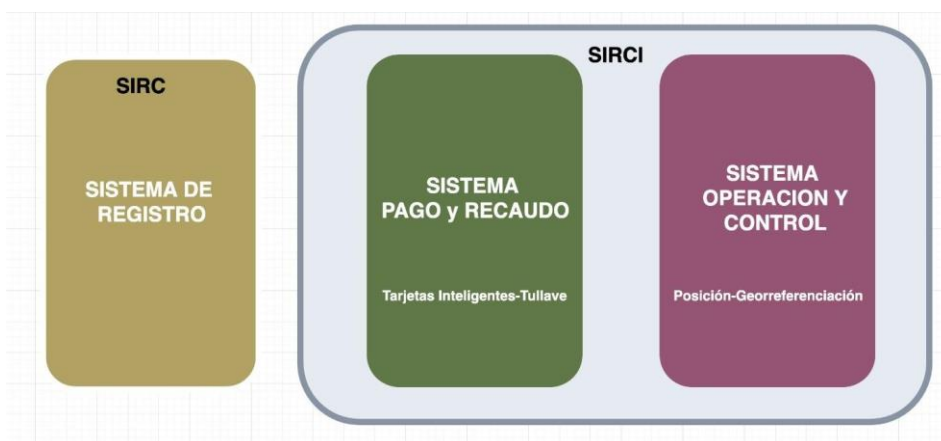 SIRC
SISTEMA DE
REGISTRO
SIRCI
SISTEMA
PAGO y RECAUDO
Tarjetas Inteligentes-Tullave
SISTEMA
OPERACION Y
CONTROL
Posición-Georreferenciación